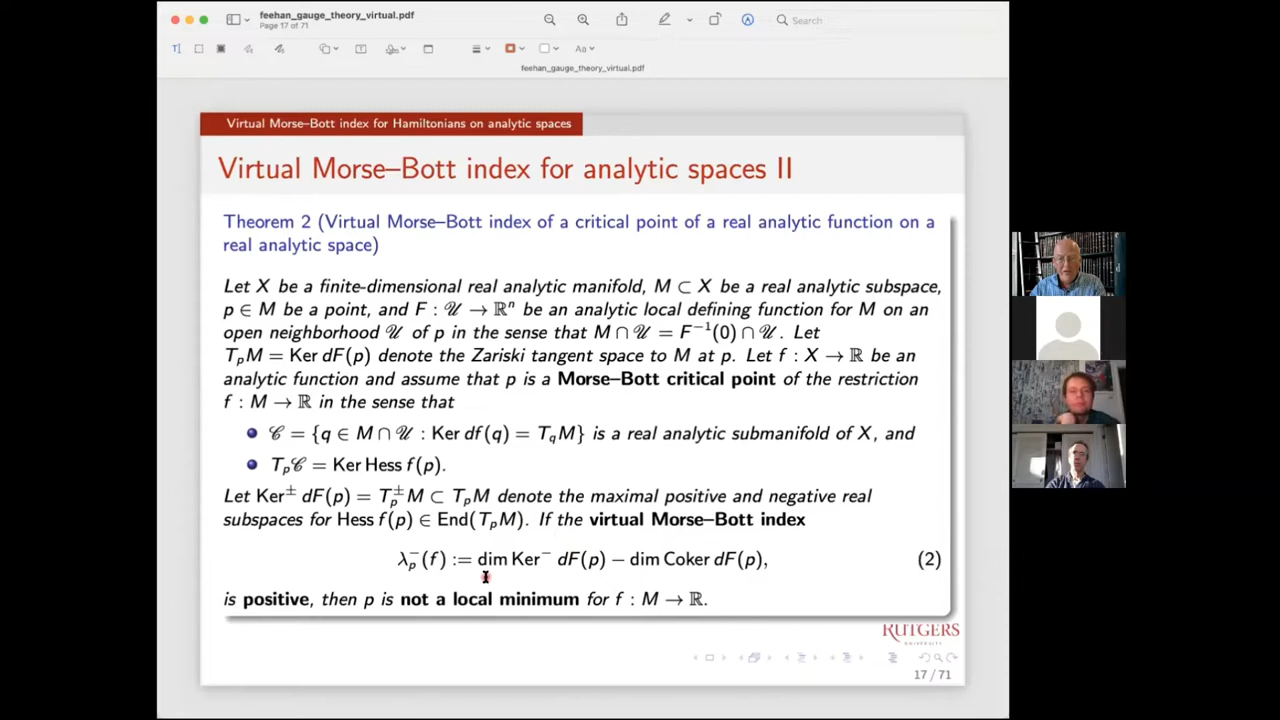 feehan_gauge_theory_virtual.pdf
Page 17 of 71
Search
Aa
feehan_gauge_theory_virtual.pdf
Virtual Morse–Bott index for Hamiltonians on analytic spaces
Virtual Morse–Bott index for analytic spaces II
Theorem 2 (Virtual Morse–Bott index of a critical point of a real analytic function on a
real analytic space)
Let X be a finite-dimensional real analytic manifold, M ⊂ X be a real analytic subspace,
p ∈ M be a point, and F : 𝒰 → ℝⁿ be an analytic local defining function for M on an
open neighborhood 𝒰 of p in the sense that M ∩ 𝒰 = F⁻¹(0) ∩ 𝒰. Let
TₚM = Ker dF(p) denote the Zariski tangent space to M at p. Let f : X → ℝ be an
analytic function and assume that p is a Morse–Bott critical point of the restriction
f : M → ℝ in the sense that
𝒞 = {q ∈ M ∩ 𝒰 : Ker df(q) = T_qM} is a real analytic submanifold of X, and
Tₚ𝒞 = Ker Hess f(p).
Let Ker^± dF(p) = T_p^± M ⊂ TₚM denote the maximal positive and negative real
subspaces for Hess f(p) ∈ End(TₚM). If the virtual Morse–Bott index
λ_p^−(f) := dim Ker^− dF(p) − dim Coker dF(p), (2)
is positive, then p is not a local minimum for f : M → ℝ.
RUTGERS
UNIVERSITY
17 / 71